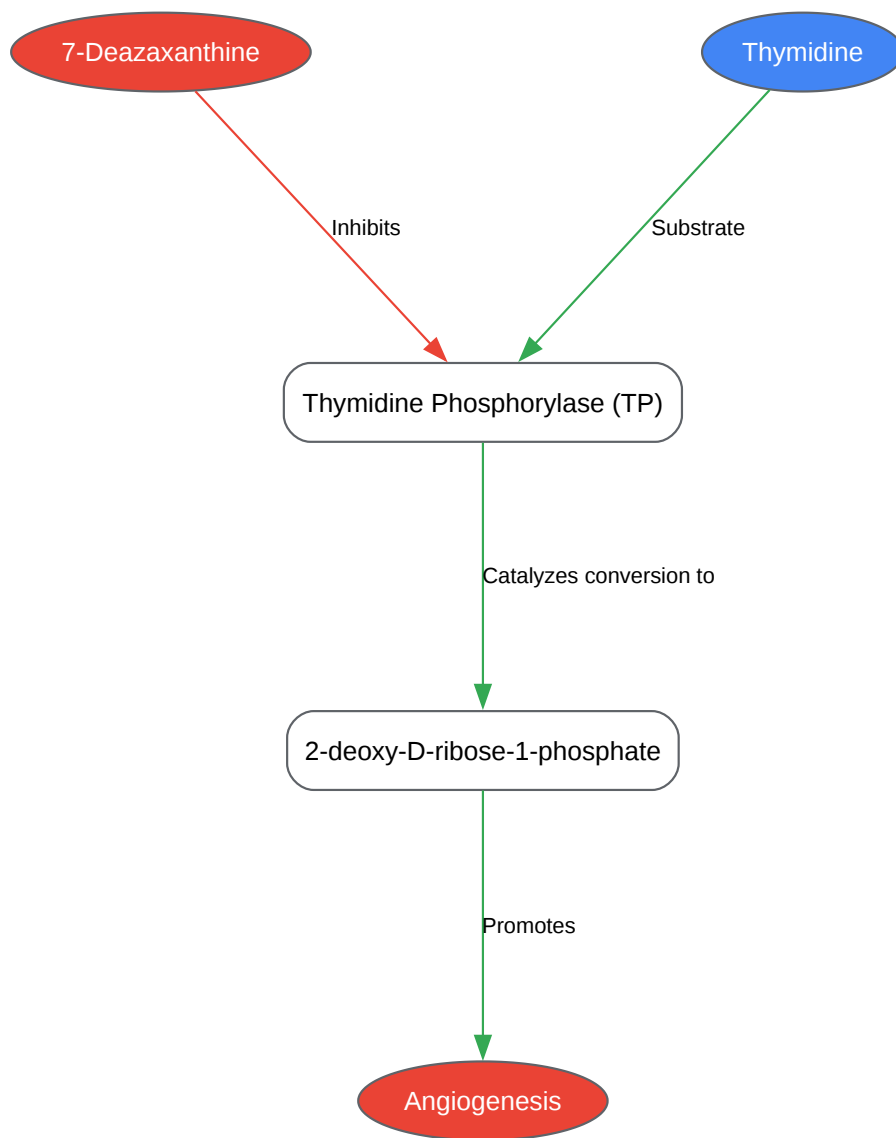 7-Deazaxanthine
Thymidine
Inhibits
Substrate
Thymidine Phosphorylase (TP)
Catalyzes conversion to
2-deoxy-D-ribose-1-phosphate
Promotes
Angiogenesis